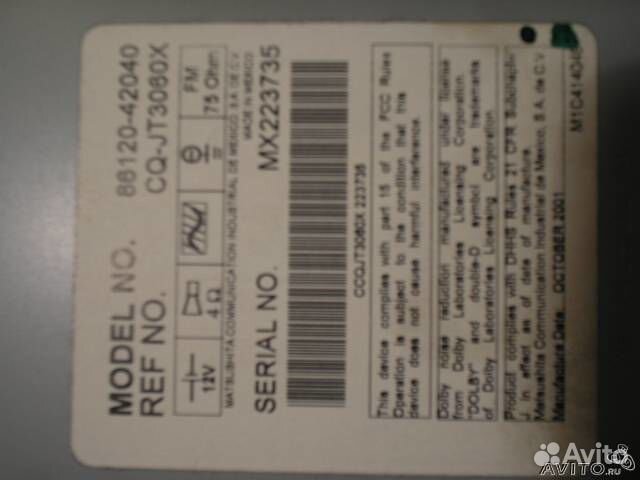 MODEL NO. 86120-42040
REF NO. CQ-JT3080X
12V 4 Ω FM 75 Ohm
MATSUSHITA COMMUNICATION INDUSTRIAL DE MEXICO S.A. DE C.V.
MADE IN MEXICO
SERIAL NO. MX223735
CCQJT3080X 223735
This device complies with part 15 of the FCC Rules
Operation is subject to the condition that this
device does not cause harmful interference.
Dolby noise reduction manufactured under license
from Dolby Laboratories Licensing Corporation.
"DOLBY" and double-D symbol are trademarks
of Dolby Laboratories Licensing Corporation.
Product complies with DHHS Rules 21 CFR Subchapter
J in effect as of date of manufacture.
Matsushita Communication Industrial de Mexico, S.A. de C.V
Manufacture Date. OCTOBER 2001
Avito
AVITO.RU